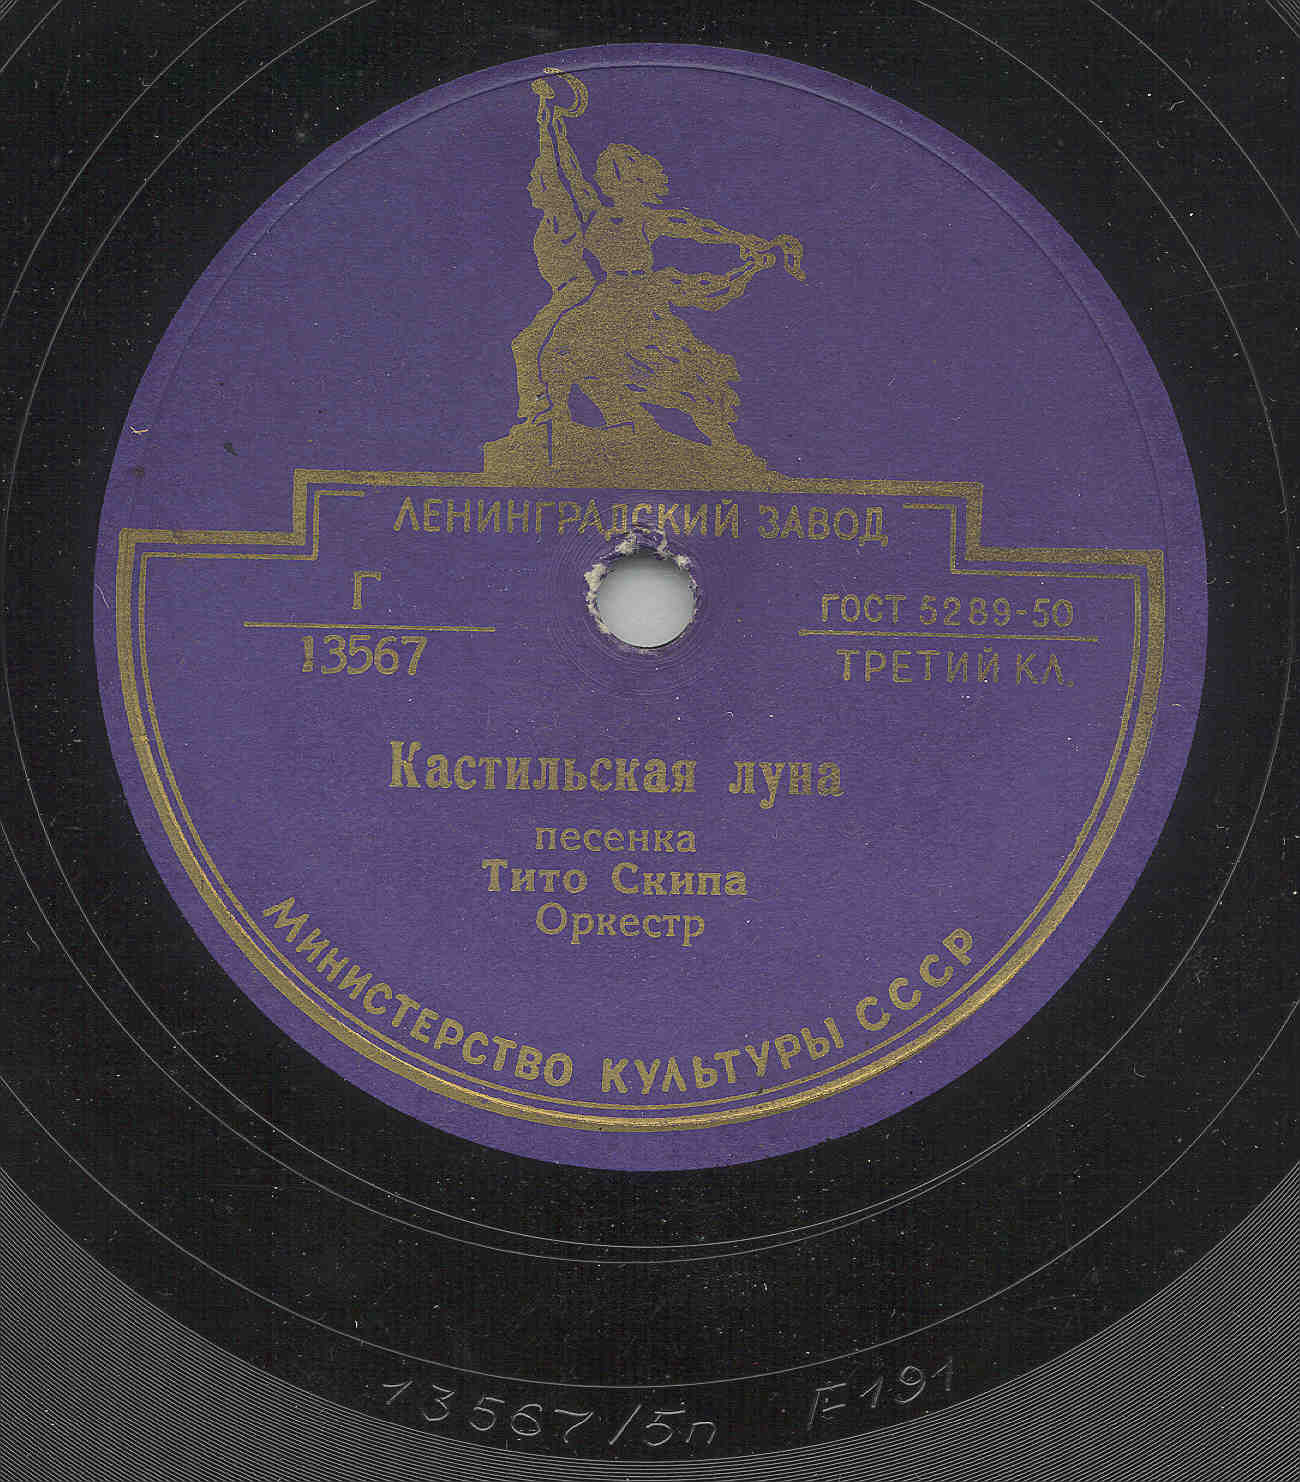 ЛЕНИНГРАДСКИЙ ЗАВОД
Г
13567
ГОСТ 5289-50
ТРЕТИЙ КЛ.
Кастильская луна
песенка
Тито Скипа
Оркестр
МИНИСТЕРСТВО КУЛЬТУРЫ СССР
13567/5п F191